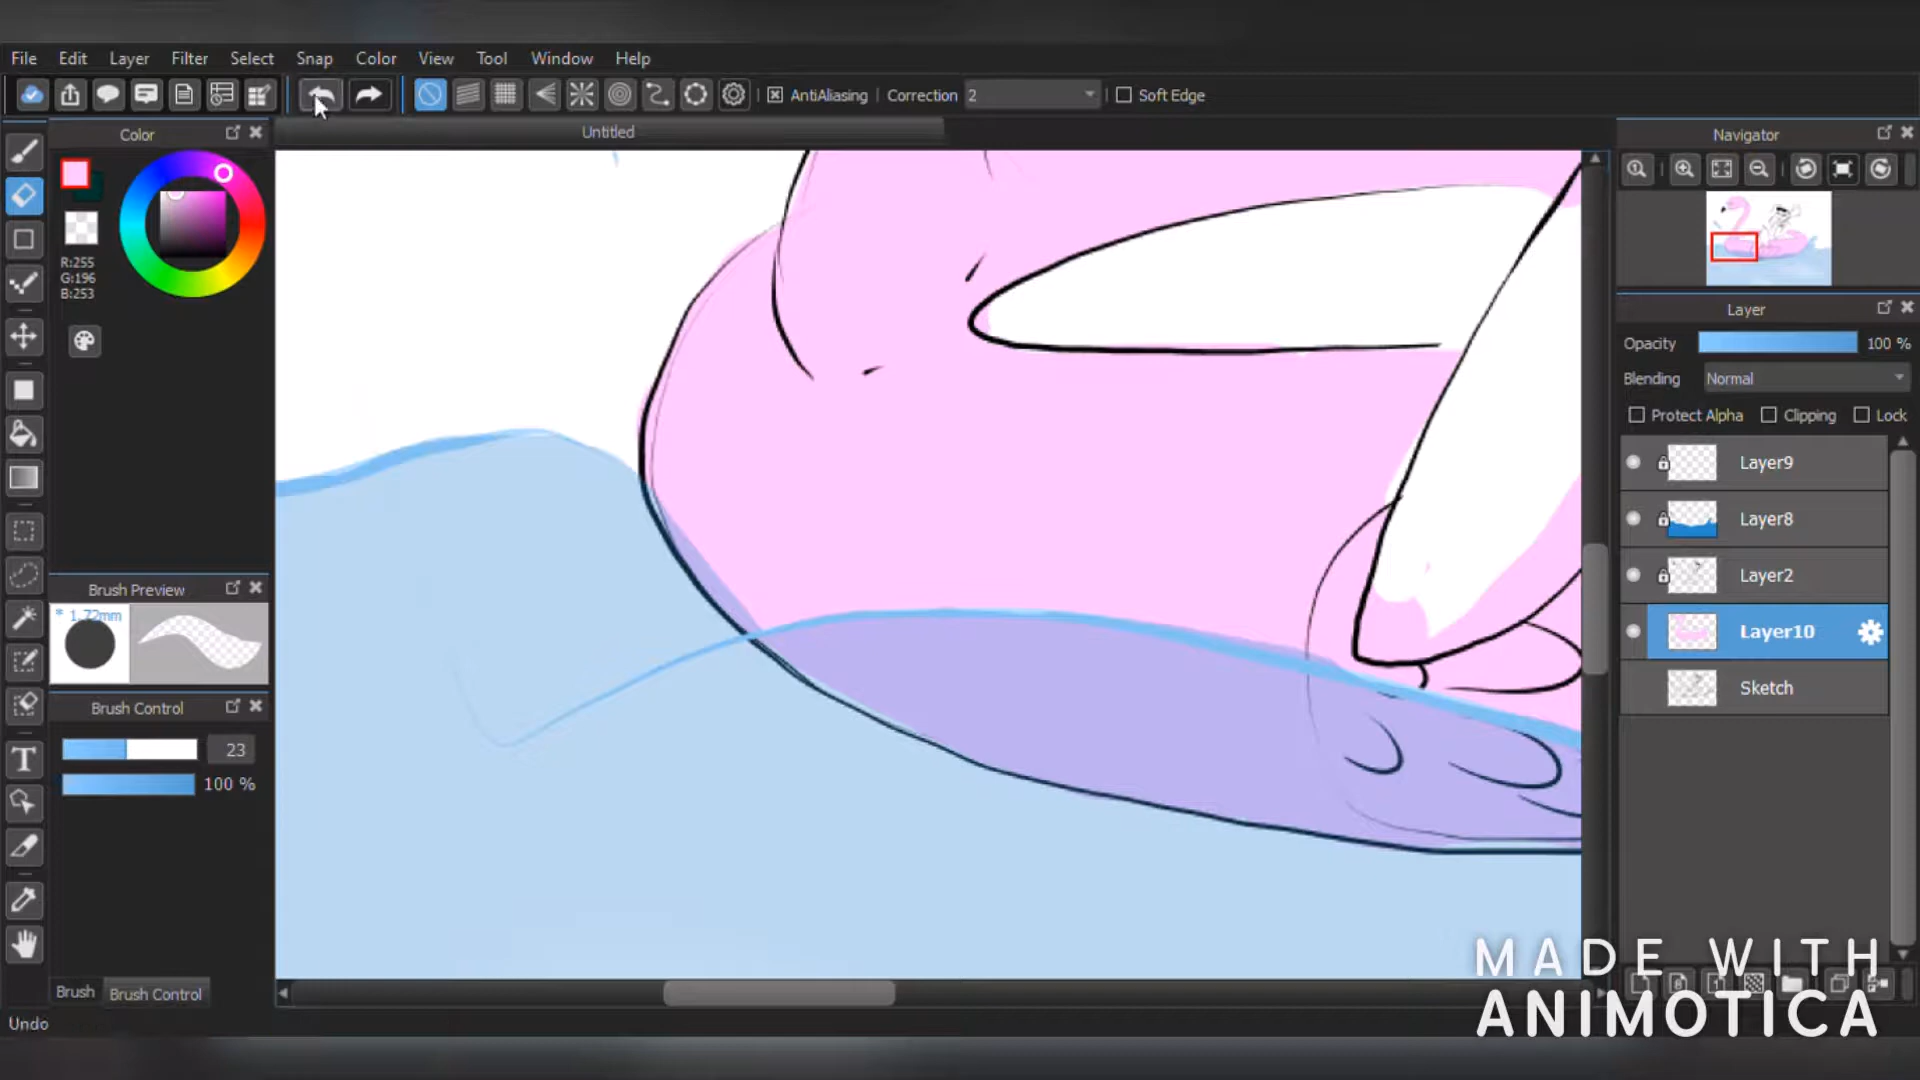 File Edit Layer Filter Select Snap Color View Tool Window Help
AntiAliasing Correction 2 Soft Edge
Color
Untitled
Navigator
R:255
G:196
B:253
Layer
Opacity 100 %
Blending Normal
Protect Alpha Clipping Lock
Layer9
Layer8
Layer2
Layer10
Sketch
Brush Preview
* 1.72mm
Brush Control
23
100 %
Brush Brush Control
Undo
MADE WITH
ANIMOTICA